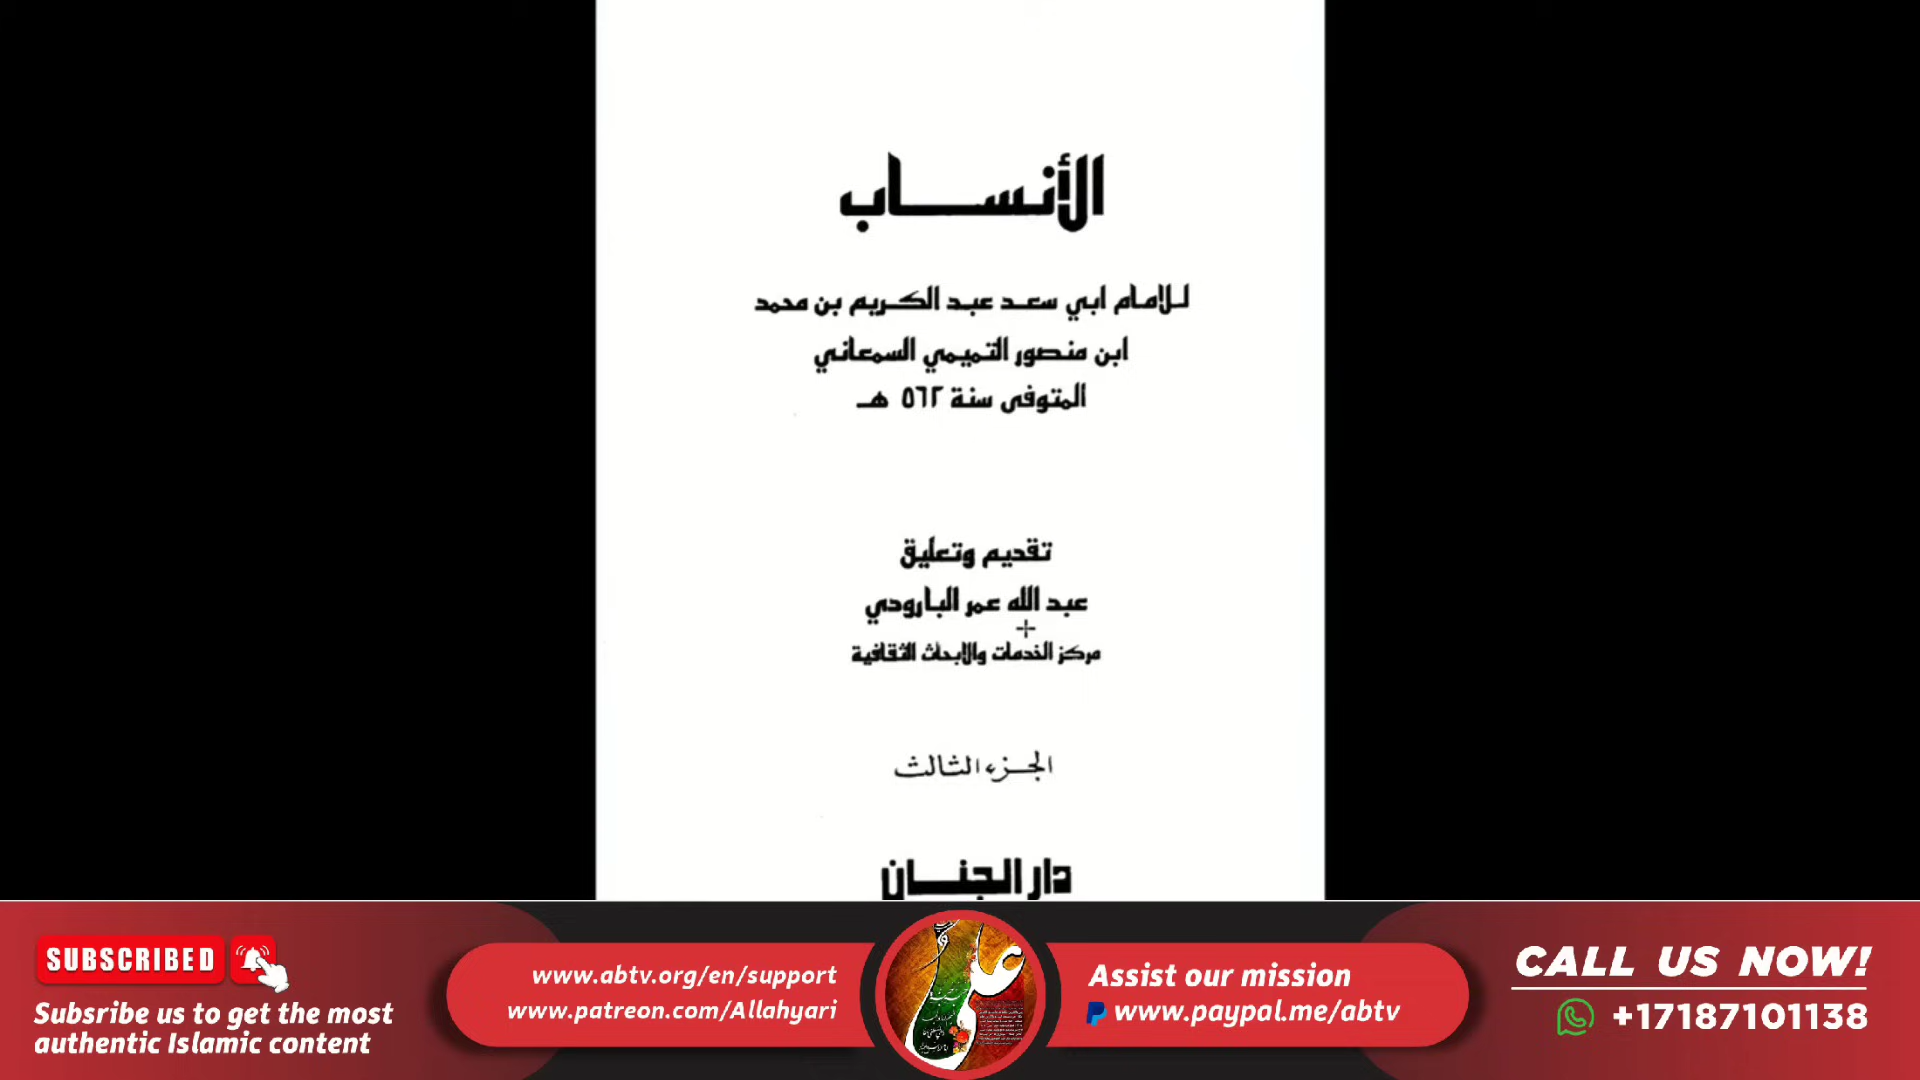 الأنساب
للامام ابي سعد عبد الكريم بن محمد
ابن منصور التميمي السمعاني
المتوفى سنة ٥٦٢ هـ
تقديم وتعليق
عبد الله عمر البارودي
مركز الخدمات والابحاث الثقافية
الجزء الثالث
دار الجنان
SUBSCRIBED
Subsribe us to get the most
authentic Islamic content
www.abtv.org/en/support
www.patreon.com/Allahyari
Assist our mission
www.paypal.me/abtv
CALL US NOW!
+17187101138